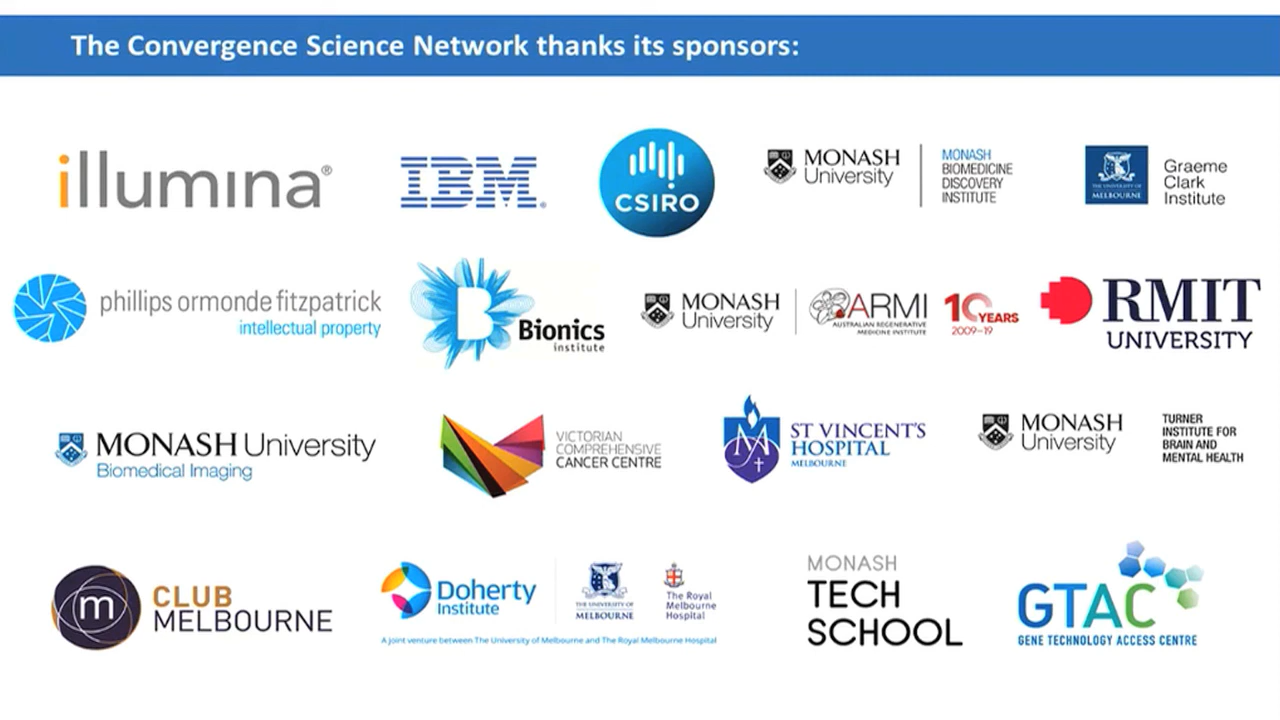 The Convergence Science Network thanks its sponsors:
illumina®
IBM®
CSIRO
MONASH
University
MONASH
BIOMEDICINE
DISCOVERY
INSTITUTE
THE UNIVERSITY OF
MELBOURNE
Graeme
Clark
Institute
phillips ormonde fitzpatrick
intellectual property
B
Bionics
institute
MONASH
University
ARMI
AUSTRALIAN REGENERATIVE
MEDICINE INSTITUTE
10 YEARS
2009-19
RMIT
UNIVERSITY
MONASH University
Biomedical Imaging
VICTORIAN
COMPREHENSIVE
CANCER CENTRE
ST VINCENT'S
HOSPITAL
MELBOURNE
MONASH
University
TURNER
INSTITUTE FOR
BRAIN AND
MENTAL HEALTH
m
CLUB
MELBOURNE
Doherty
Institute
THE UNIVERSITY OF
MELBOURNE
The Royal
Melbourne
Hospital
A joint venture between The University of Melbourne and The Royal Melbourne Hospital
MONASH
TECH
SCHOOL
GTAC
GENE TECHNOLOGY ACCESS CENTRE